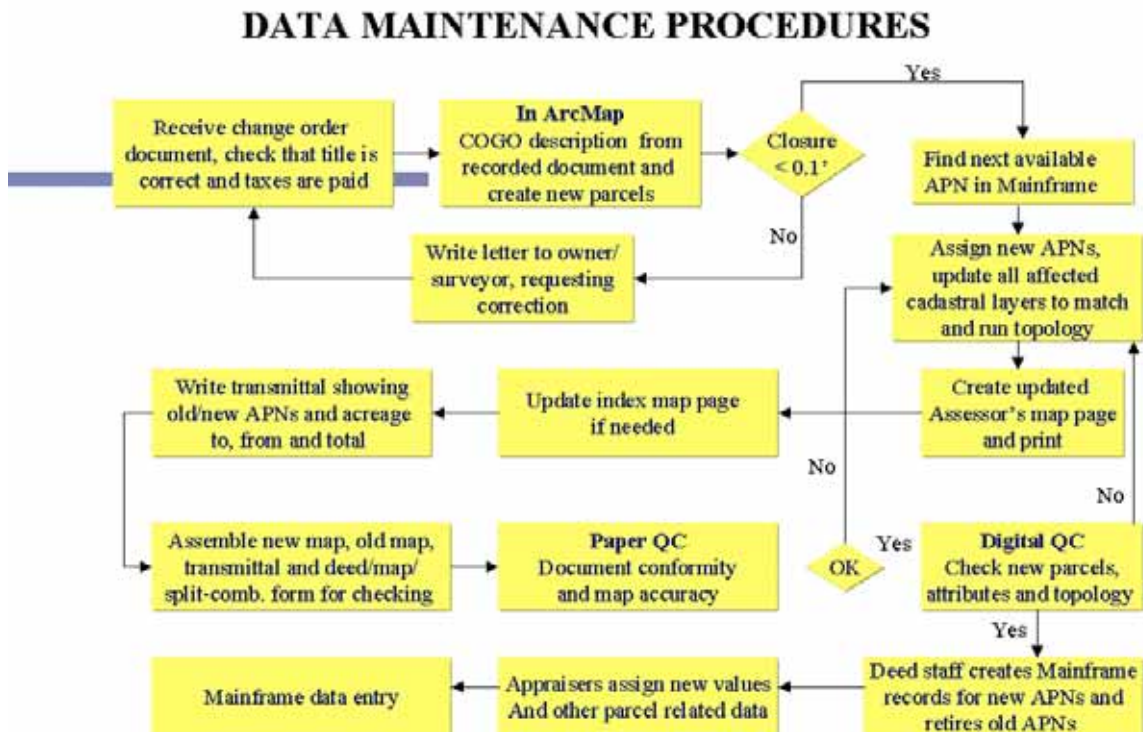 DATA MAINTENANCE PROCEDURES
Receive change order
document, check that title is
correct and taxes are paid
In ArcMap
COGO description from
recorded document and
create new parcels
Closure
< 0.1'
Yes
Find next available
APN in Mainframe
No
Write letter to owner/
surveyor, requesting
correction
Assign new APNs,
update all affected
cadastral layers to match
and run topology
Create updated
Assessor's map page
and print
Update index map page
if needed
Write transmittal showing
old/new APNs and acreage
to, from and total
Assemble new map, old map,
transmittal and deed/map/
split-comb. form for checking
Paper QC
Document conformity
and map accuracy
No
OK
Yes
Digital QC
Check new parcels,
attributes and topology
No
Yes
Deed staff creates Mainframe
records for new APNs and
retires old APNs
Appraisers assign new values
And other parcel related data
Mainframe data entry